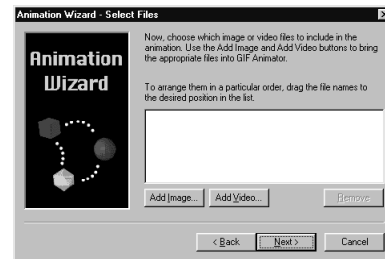 Animation Wizard - Select Files
Animation
Wizard
Now, choose which image or video files to include in the
animation. Use the Add Image and Add Video buttons to bring
the appropriate files into GIF Animator.
To arrange them in a particular order, drag the file names to
the desired position in the list.
Add Image... Add Video... Remove
< Back Next > Cancel